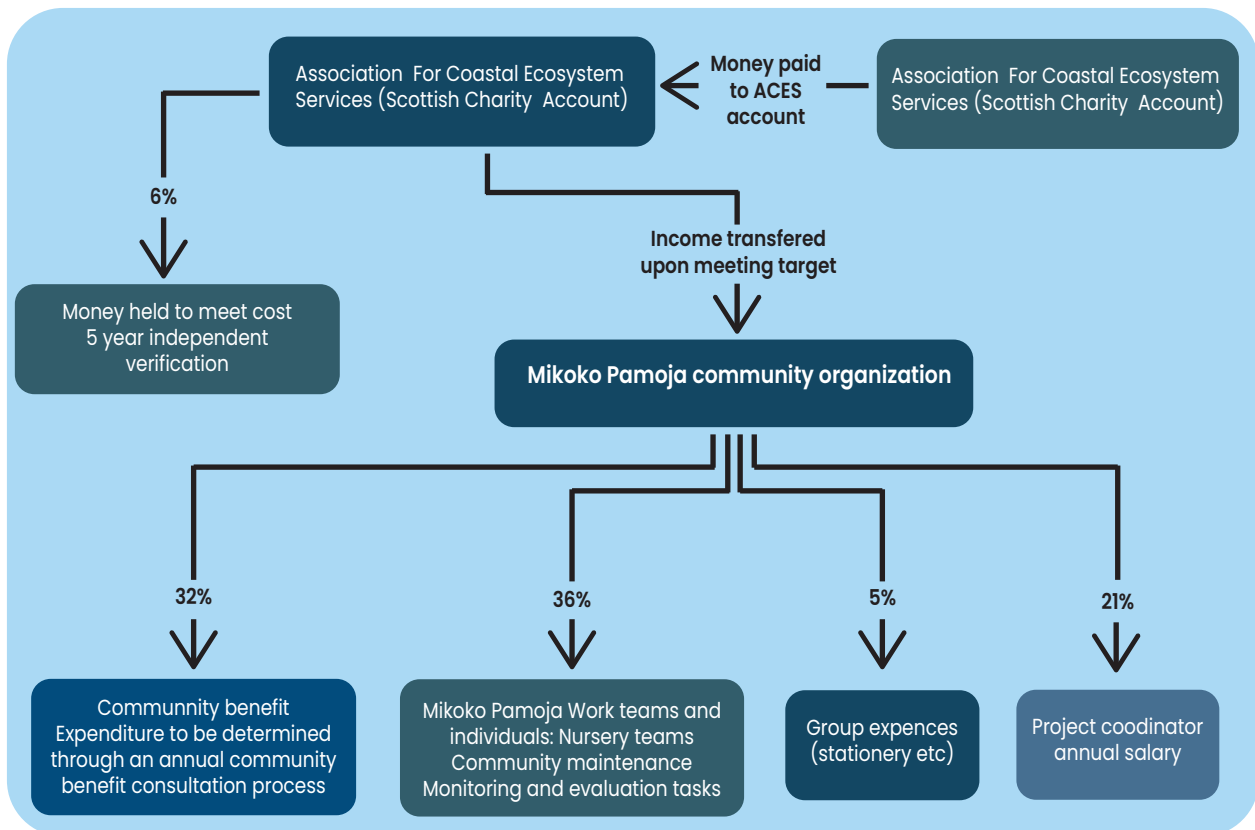 Association For Coastal Ecosystem
Services (Scottish Charity Account)
Money paid
to ACES
account
Association For Coastal Ecosystem
Services (Scottish Charity Account)
6%
Income transfered
upon meeting target
Money held to meet cost
5 year independent
verification
Mikoko Pamoja community organization
32%
36%
5%
21%
Communnity benefit
Expenditure to be determined
through an annual community
benefit consultation process
Mikoko Pamoja Work teams and
individuals: Nursery teams
Community maintenance
Monitoring and evaluation tasks
Group expences
(stationery etc)
Project coodinator
annual salary